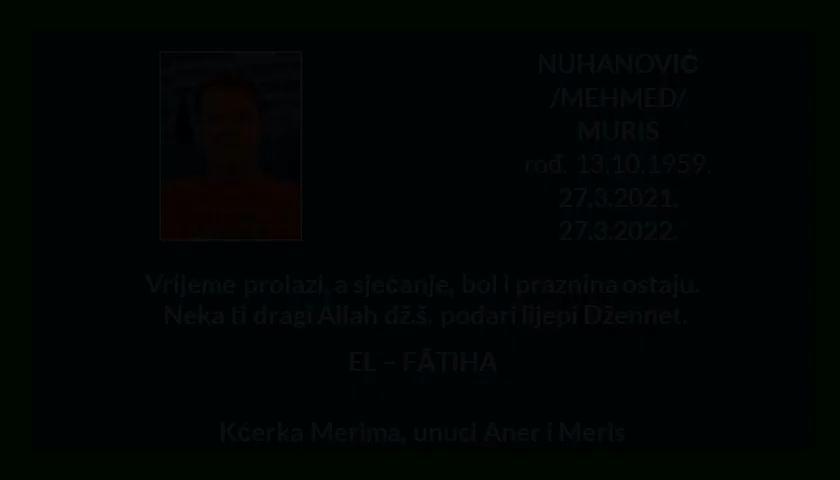 NUHANOVIĆ
/MEHMED/
MURIS
rođ. 13.10.1959.
27.3.2021.
27.3.2022.
Vrijeme prolazi, a sjećanje, bol i praznina ostaju.
Neka ti dragi Allah dž.š. podari lijepi Džennet.
EL – FĀTIHA
Kćerka Merima, unuci Aner i Meris